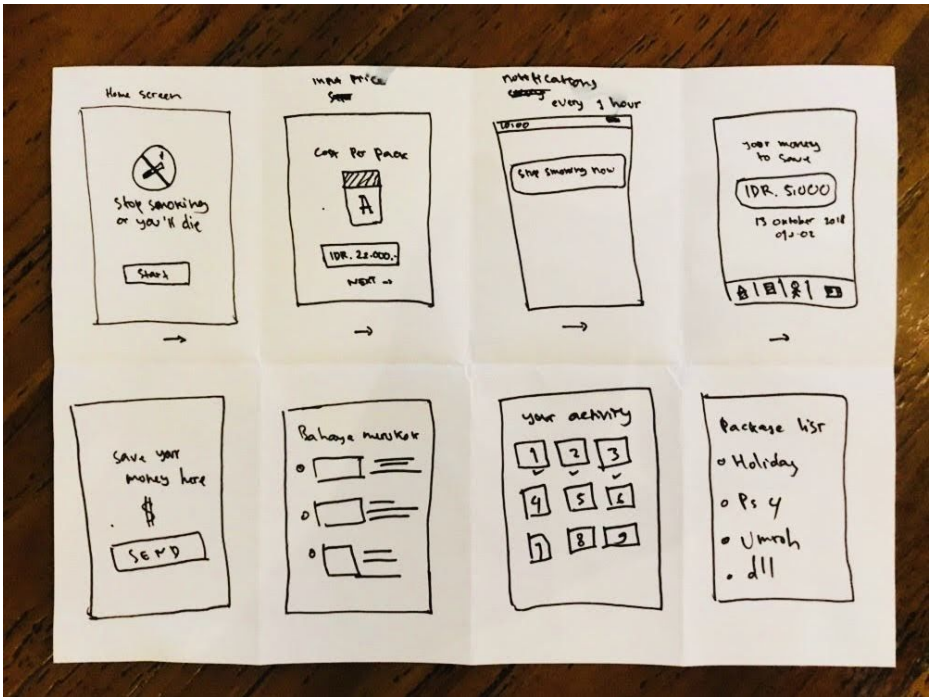 Home screen
Stop smoking
or you'll die
Start
Input Price
Cost Per Pack
A
IDR. 22.000,-
NEXT →
notifications
every 1 hour
10:00
Stop smoking now
your money
to save
IDR. 51000
13 Oktober 2018
Save your
money here
$
SEND
Bahaya merokok
your activity
1 2 3
4 5 6
7 8 9
Package list
Holiday
Ps 4
Umroh
dll